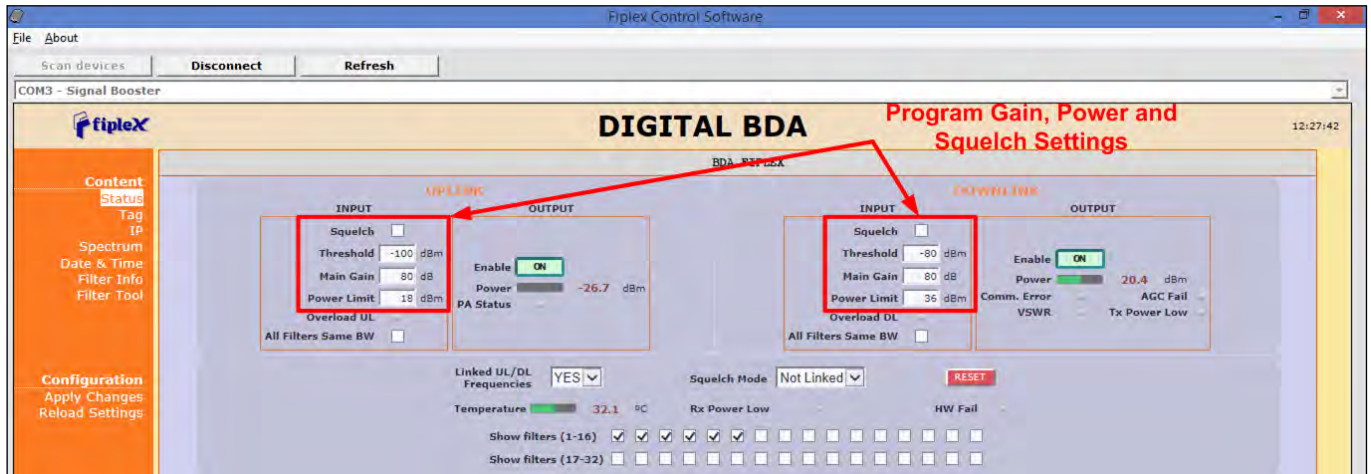 Fiplex Control Software
File About
Scan devices Disconnect Refresh
COM3 - Signal Booster
fipleX
DIGITAL BDA
Program Gain, Power and
Squelch Settings
12:27:42
BDA FIPLEX
Content
Status
Tag
IP
Spectrum
Date & Time
Filter Info
Filter Tool
Configuration
Apply Changes
Reload Settings
UPLINK
INPUT OUTPUT
Squelch
Threshold -100 dBm
Main Gain 80 dB
Power Limit 18 dBm
Overload UL -
All Filters Same BW
Enable ON
Power -26.7 dBm
PA Status -
DOWNLINK
INPUT OUTPUT
Squelch
Threshold -80 dBm
Main Gain 80 dB
Power Limit 36 dBm
Overload DL -
All Filters Same BW
Enable ON
Power 20.4 dBm
Comm. Error - AGC Fail -
VSWR - Tx Power Low -
Linked UL/DL
Frequencies YES
Squelch Mode Not Linked
RESET
Temperature 32.1 ºC Rx Power Low - HW Fail -
Show filters (1-16)
Show filters (17-32)